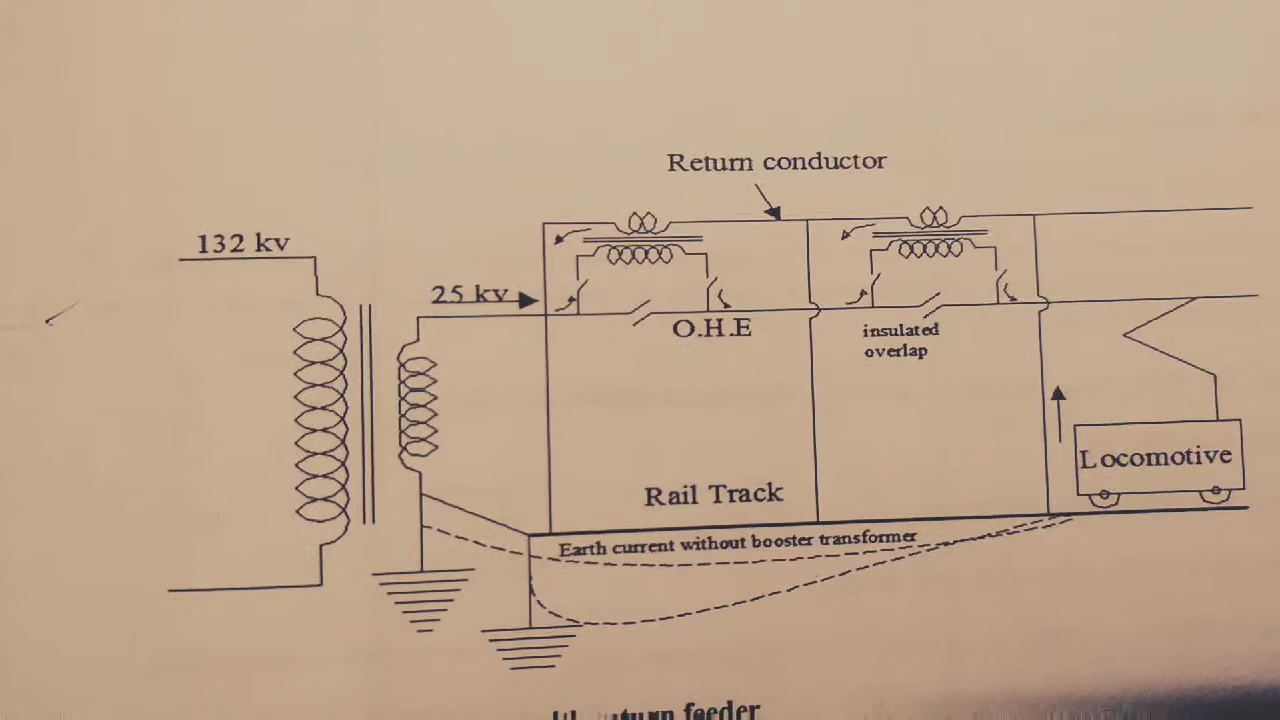 Return conductor
132 kv
25 kv
O.H.E
insulated
overlap
Locomotive
Rail Track
Earth current without booster transformer
feeder